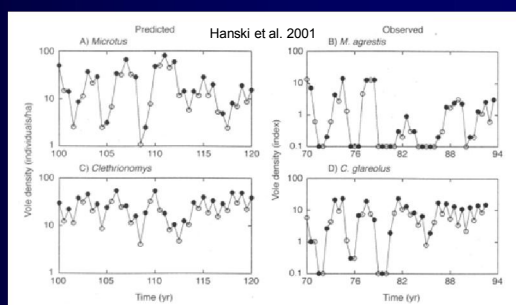 Predicted
Hanski et al. 2001
Observed
A) Microtus
B) M. agrestis
Vole density (individuals/ha)
100
10
1
100 105 110 115 120
Vole density (index)
100
10
1
0.1
70 76 82 88 94
C) Clethrionomys
D) C. glareolus
100
10
1
100 105 110 115 120
Time (yr)
100
10
1
0.1
70 76 82 88 94
Time (yr)